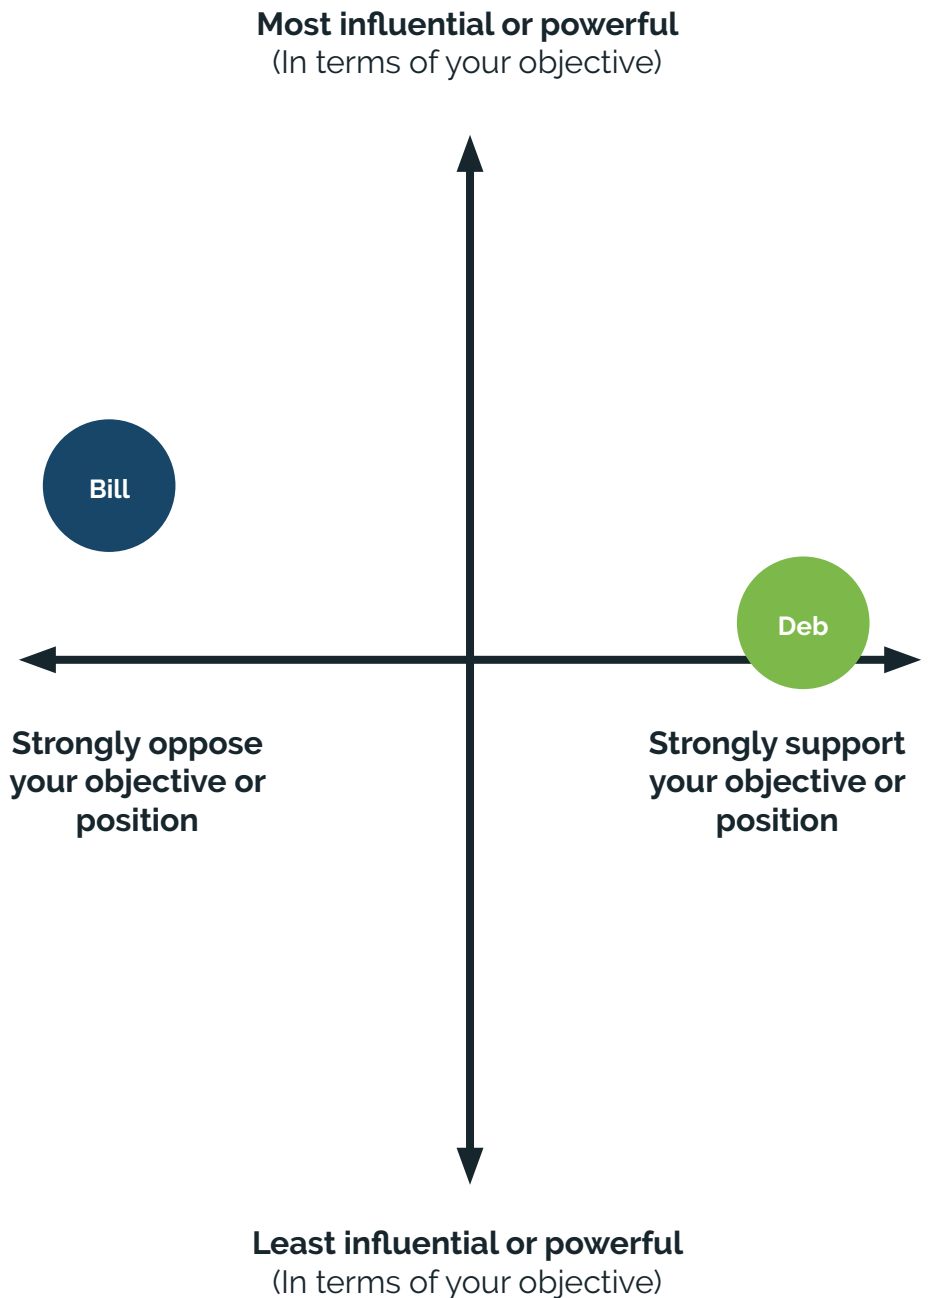 Most influential or powerful
(In terms of your objective)
Bill
Deb
Strongly oppose
your objective or
position
Strongly support
your objective or
position
Least influential or powerful
(In terms of your objective)